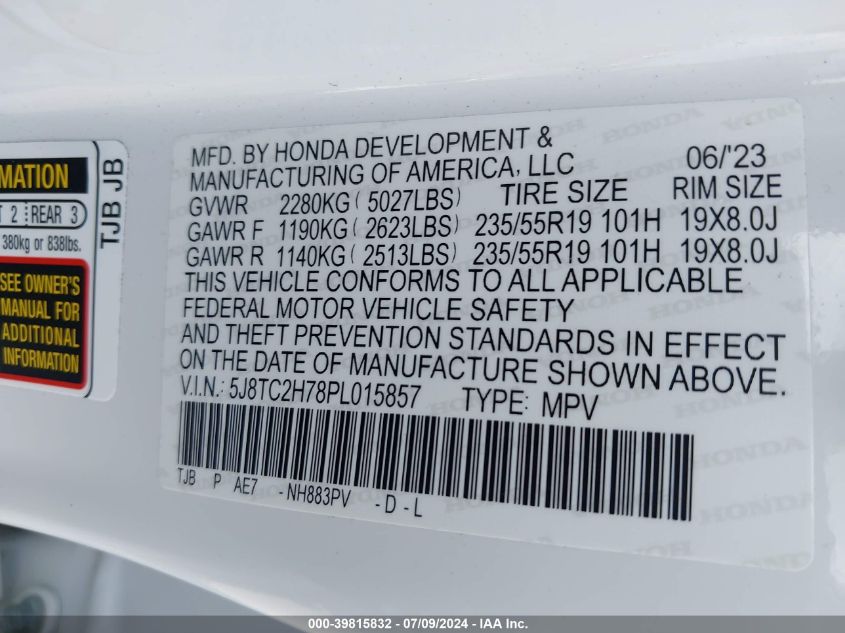 MATION
T 2 REAR 3
380kg or 838lbs.
SEE OWNER'S
MANUAL FOR
ADDITIONAL
INFORMATION
TJB JB
MFD. BY HONDA DEVELOPMENT &
MANUFACTURING OF AMERICA, LLC 06/'23
GVWR 2280KG ( 5027LBS) TIRE SIZE RIM SIZE
GAWR F 1190KG ( 2623LBS) 235/55R19 101H 19X8.0J
GAWR R 1140KG ( 2513LBS) 235/55R19 101H 19X8.0J
THIS VEHICLE CONFORMS TO ALL APPLICABLE
FEDERAL MOTOR VEHICLE SAFETY
AND THEFT PREVENTION STANDARDS IN EFFECT
ON THE DATE OF MANUFACTURE SHOWN ABOVE.
V.I.N.: 5J8TC2H78PL015857 TYPE: MPV
TJB P AE7 - NH883PV - D - L
000-39815832 - 07/09/2024 - IAA Inc.